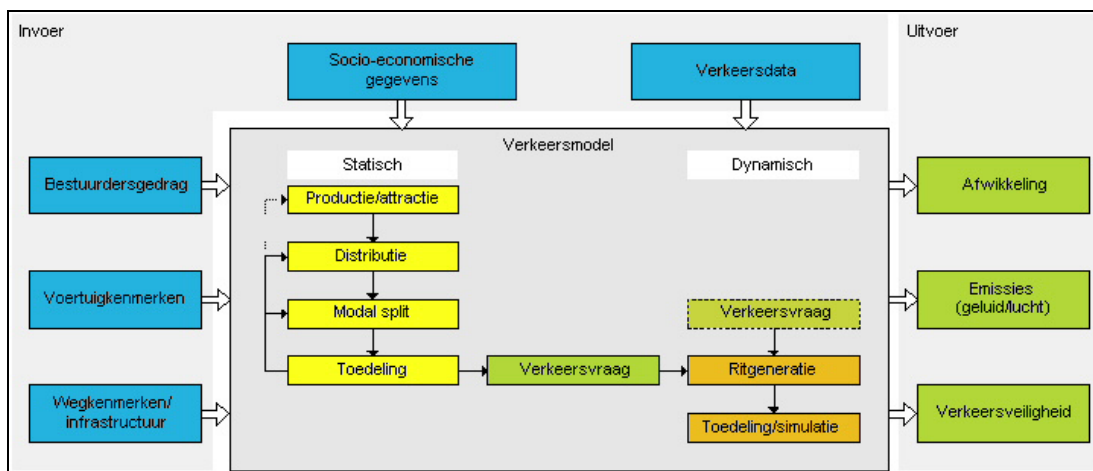 Invoer
Uitvoer
Socio-economische
gegevens
Verkeersdata
Verkeersmodel
Statisch
Dynamisch
Bestuurdersgedrag
Productie/attractie
Afwikkeling
Distributie
Voertuigkenmerken
Modal split
Verkeersvraag
Emissies
(geluid/lucht)
Toedeling
Verkeersvraag
Ritgeneratie
Wegkenmerken/
infrastructuur
Toedeling/simulatie
Verkeersveiligheid